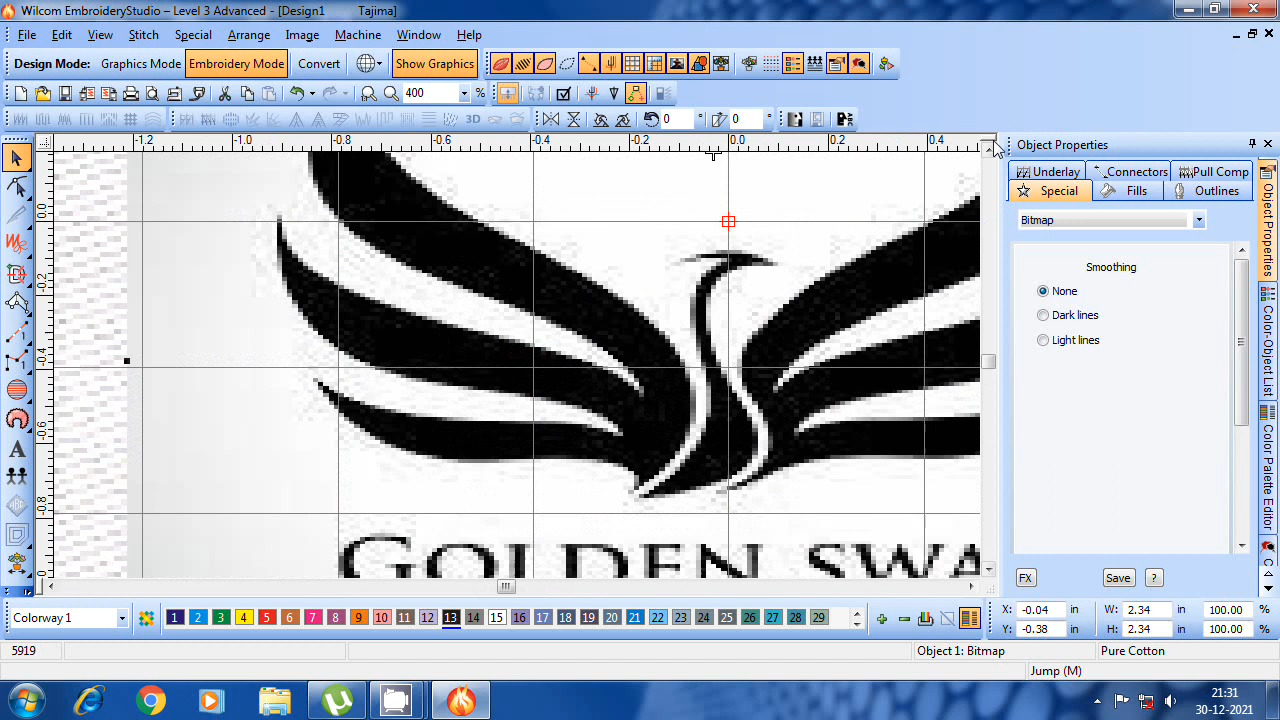 Wilcom EmbroideryStudio – Level 3 Advanced - [Design1 Tajima]
File Edit View Stitch Special Arrange Image Machine Window Help
Design Mode: Graphics Mode Embroidery Mode Convert Show Graphics
400 %
3D 0 ° 0 °
-1.2 -1.0 -0.8 -0.6 -0.4 -0.2 0.0 0.2 0.4
Object Properties
Underlay Connectors Pull Comp
Special Fills Outlines
Bitmap
Smoothing
None
Dark lines
Light lines
FX Save ?
Object Properties
Color-Object List
Color Palette Editor
GOLDEN SWA
Colorway 1 1 2 3 4 5 6 7 8 9 10 11 12 13 14 15 16 17 18 19 20 21 22 23 24 25 26 27 28 29
X: -0.04 in W: 2.34 in 100.00 %
Y: -0.38 in H: 2.34 in 100.00 %
5919 Object 1: Bitmap Pure Cotton
Jump (M)
21:31
30-12-2021